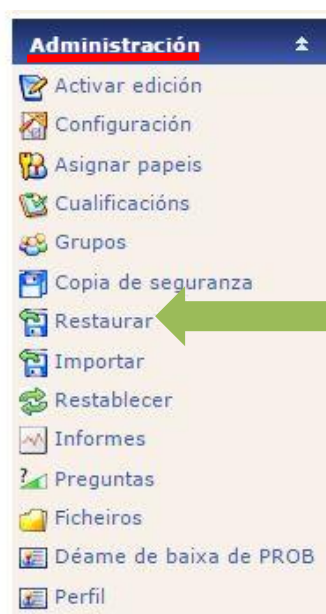 Administración
Activar edición
Configuración
Asignar papeis
Cualificacións
Grupos
Copia de seguranza
Restaurar
Importar
Restablecer
Informes
Preguntas
Ficheiros
Déame de baixa de PROB
Perfil